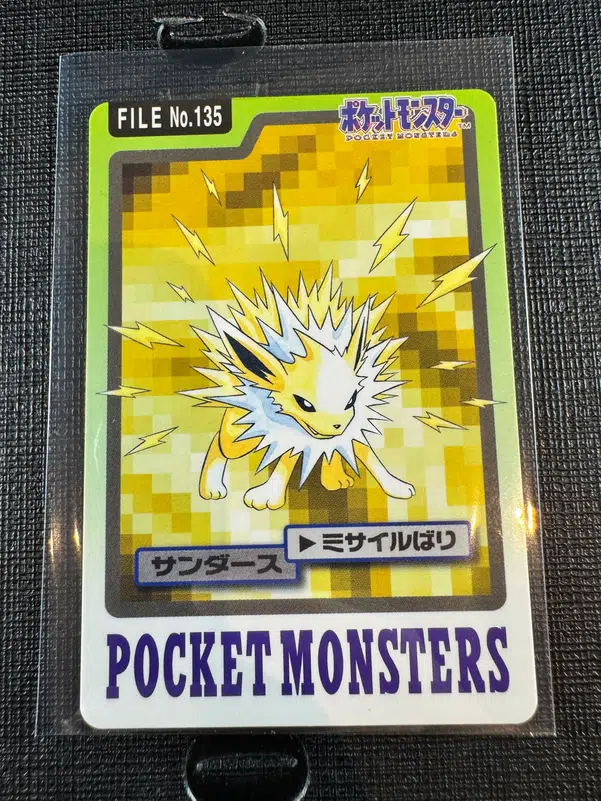 FILE No.135
ポケットモンスター
POCKET MONSTERS TM
▶ミサイルばり
サンダース
POCKET MONSTERS